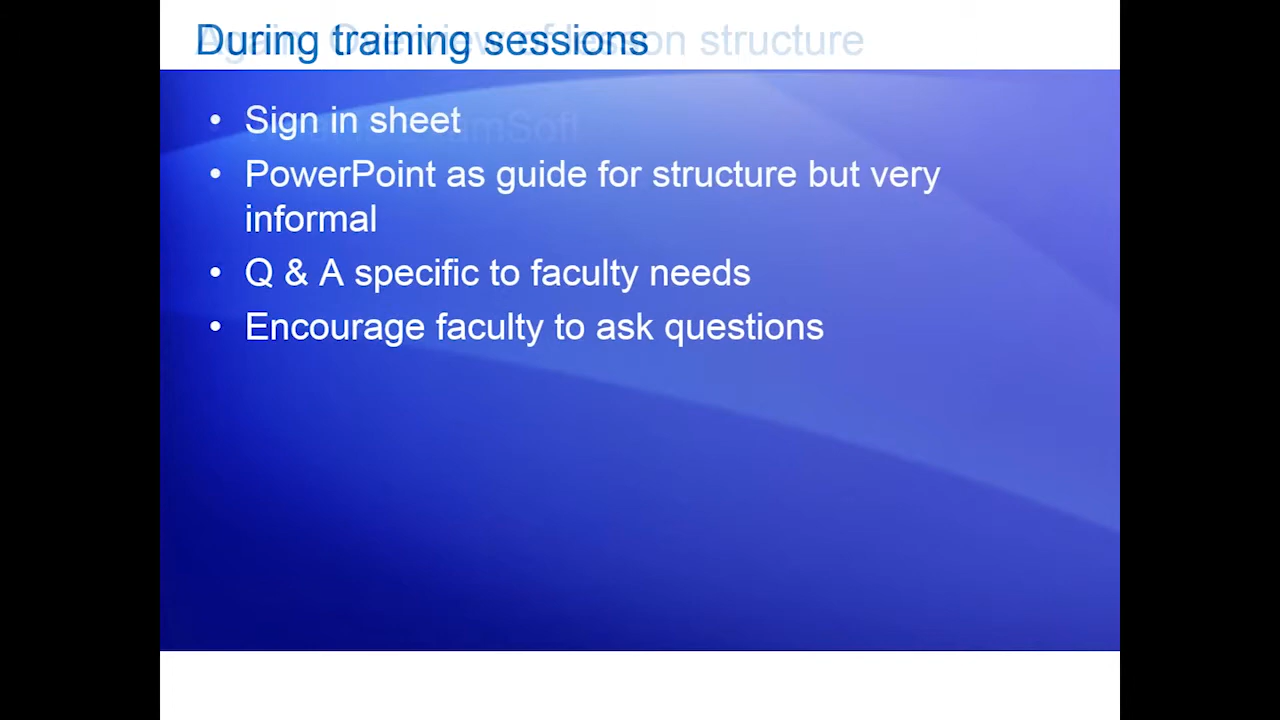 During training sessions
• Sign in sheet
• PowerPoint as guide for structure but very
informal
• Q & A specific to faculty needs
• Encourage faculty to ask questions